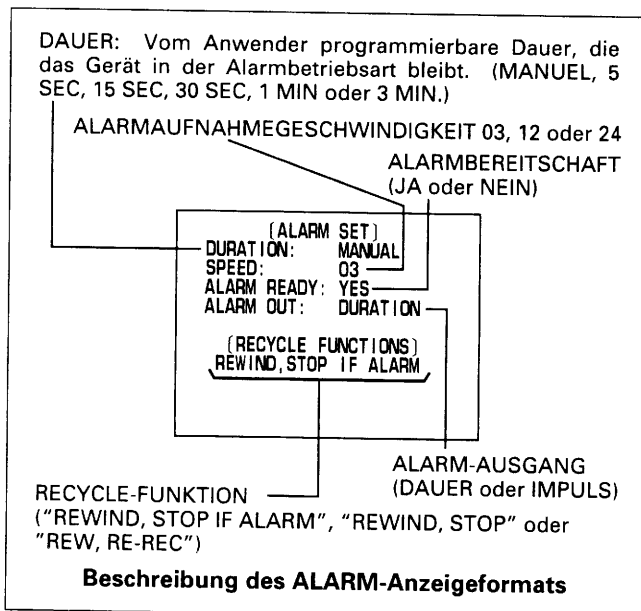 DAUER: Vom Anwender programmierbare Dauer, die
das Gerät in der Alarmbetriebsart bleibt. (MANUEL, 5
SEC, 15 SEC, 30 SEC, 1 MIN oder 3 MIN.)
ALARMAUFNAHMEGESCHWINDIGKEIT 03, 12 oder 24
ALARMBEREITSCHAFT
(JA oder NEIN)
(ALARM SET)
DURATION: MANUAL
SPEED: 03
ALARM READY: YES
ALARM OUT: DURATION
(RECYCLE FUNCTIONS)
REWIND,STOP IF ALARM
ALARM-AUSGANG
(DAUER oder IMPULS)
RECYCLE-FUNKTION
("REWIND, STOP IF ALARM", "REWIND, STOP" oder
"REW, RE-REC")
Beschreibung des ALARM-Anzeigeformats